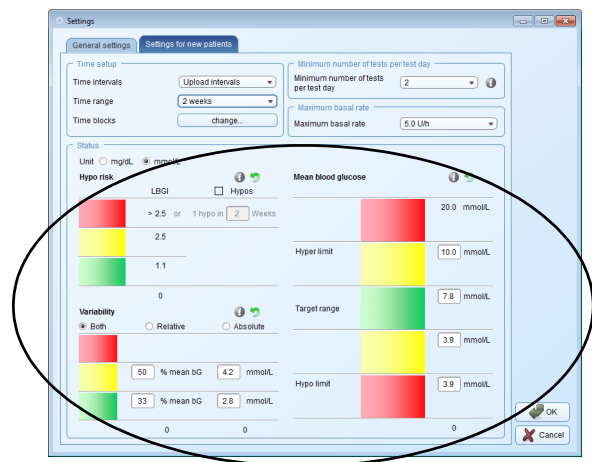 Settings
General settings Settings for new patients
Time setup
Time intervals Upload intervals
Time range 2 weeks
Time blocks change...
Minimum number of tests per test day
Minimum number of tests
per test day 2
Maximum basal rate
Maximum basal rate 5.0 U/h
Status
Unit mg/dL mmol/L
Hypo risk
LBGI Hypos
> 2.5 or 1 hypo in 2 Weeks
2.5
1.1
0
Variability
Both Relative Absolute
50 % mean bG 4.2 mmol/L
33 % mean bG 2.8 mmol/L
0 0
Mean blood glucose
20.0 mmol/L
Hyper limit 10.0 mmol/L
Target range 7.8 mmol/L
3.9 mmol/L
Hypo limit 3.9 mmol/L
0
OK
Cancel